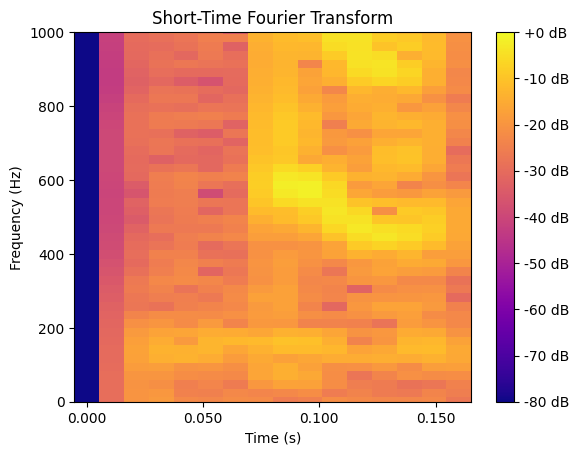 Short-Time Fourier Transform
Frequency (Hz)
1000
800
600
400
200
0
0.000
0.050
0.100
0.150
Time (s)
+0 dB
-10 dB
-20 dB
-30 dB
-40 dB
-50 dB
-60 dB
-70 dB
-80 dB